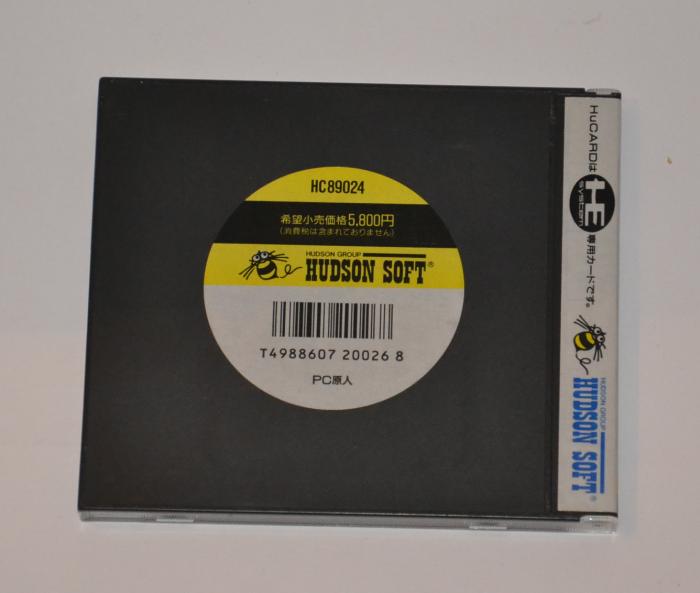 HC89024
希望小売価格5,800円
(消費税は含まれておりません)
HUDSON GROUP
HUDSON SOFT®
T4988607 20026 8
PC原人
HuCARDは
HE
system
専用カードです。
HUDSON GROUP
HUDSON SOFT®